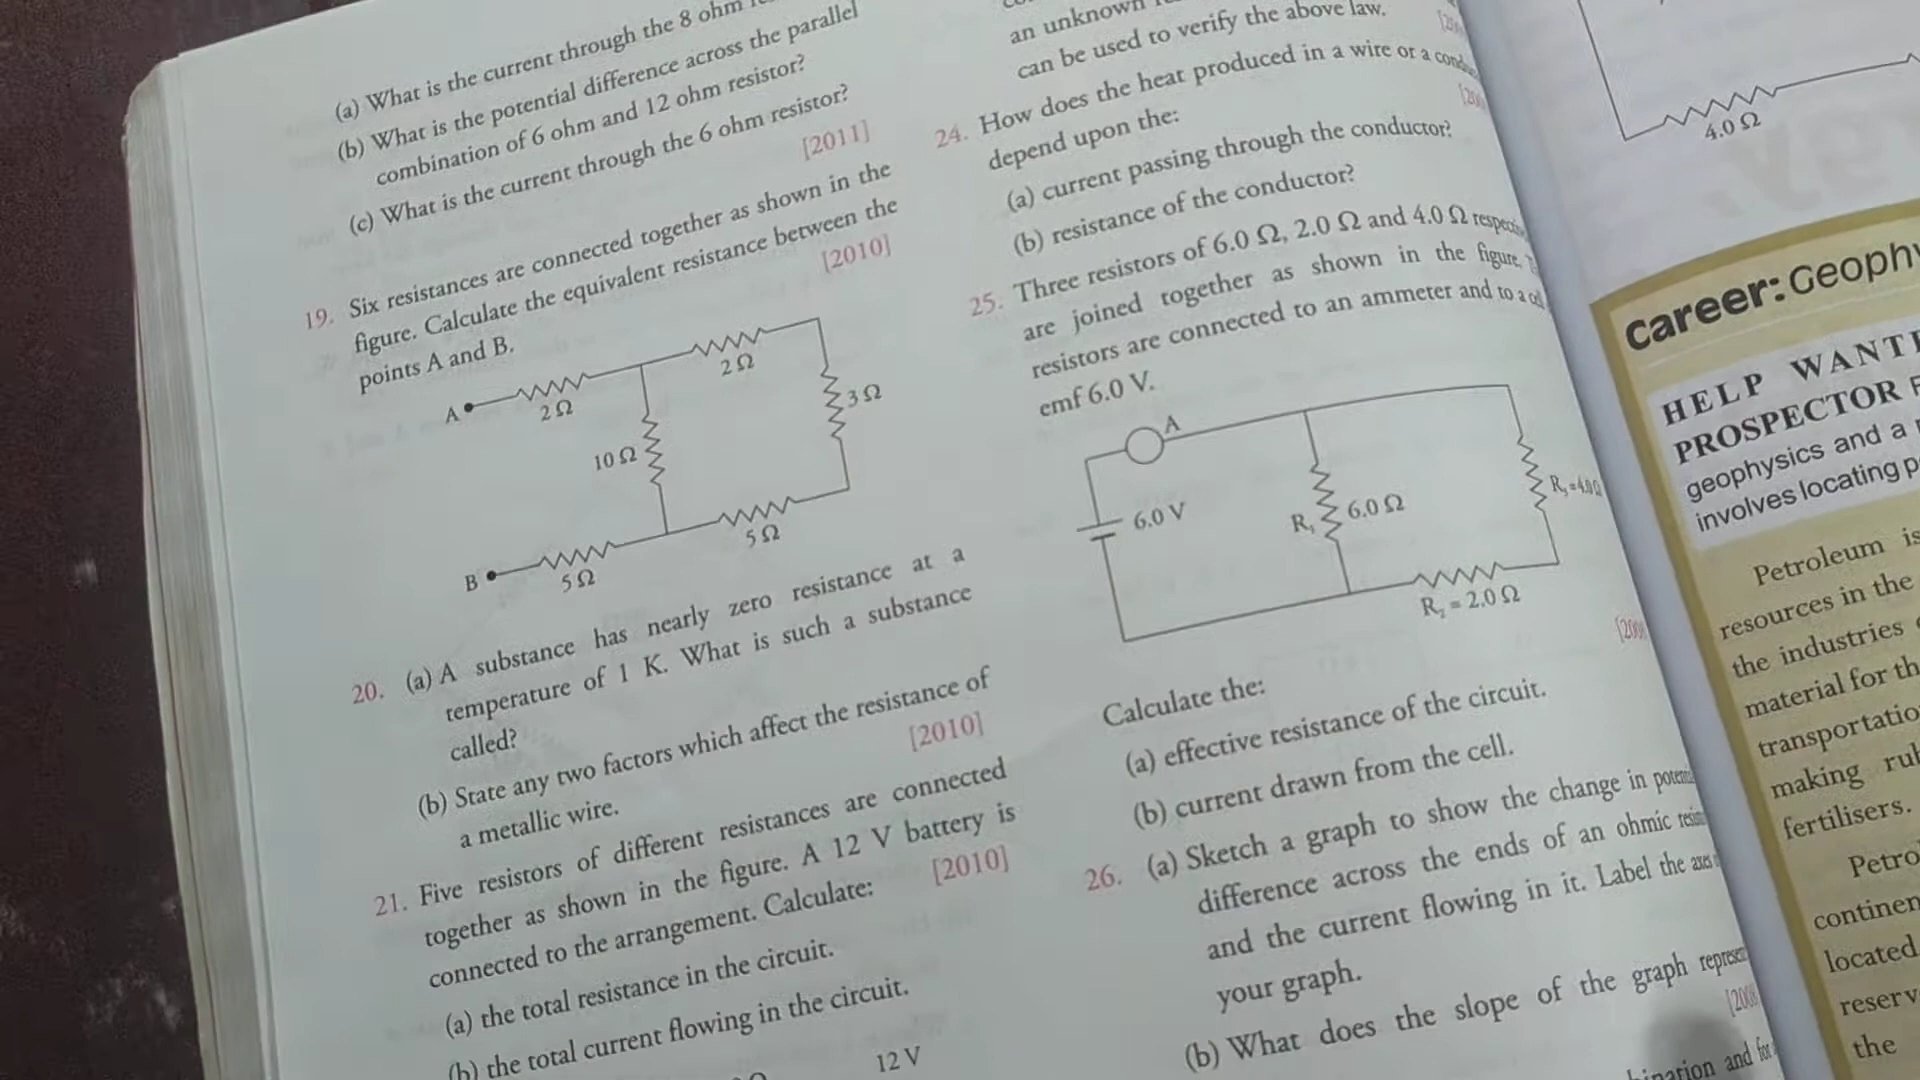 (a) What is the current through the 8 ohm
(b) What is the potential difference across the parallel
combination of 6 ohm and 12 ohm resistor?
(c) What is the current through the 6 ohm resistor?
[2011]
19. Six resistances are connected together as shown in the
figure. Calculate the equivalent resistance between the
points A and B.
[2010]
A
2 Ω
2 Ω
3 Ω
10 Ω
5 Ω
B
5 Ω
20. (a) A substance has nearly zero resistance at a
temperature of 1 K. What is such a substance
called?
(b) State any two factors which affect the resistance of
a metallic wire.
[2010]
21. Five resistors of different resistances are connected
together as shown in the figure. A 12 V battery is
connected to the arrangement. Calculate:
[2010]
(a) the total resistance in the circuit.
(b) the total current flowing in the circuit.
12 V
an unknown
can be used to verify the above law.
24. How does the heat produced in a wire or a
depend upon the:
(a) current passing through the conductor?
(b) resistance of the conductor?
25. Three resistors of 6.0 Ω, 2.0 Ω and 4.0 Ω
are joined together as shown in the figure.
resistors are connected to an ammeter and to a
emf 6.0 V.
A
6.0 V
R₁
6.0 Ω
R₂ = 2.0 Ω
Calculate the:
(a) effective resistance of the circuit.
(b) current drawn from the cell.
26. (a) Sketch a graph to show the change in
difference across the ends of an ohmic
and the current flowing in it. Label the axes
your graph.
(b) What does the slope of the graph
and for
4.0 Ω
career: Geophy
HELP WANT
PROSPECTOR F
geophysics and a
involves locating p
Petroleum is
resources in the
the industries
material for th
transportatio
making rub
fertilisers.
Petro
continen
located
reserv
the